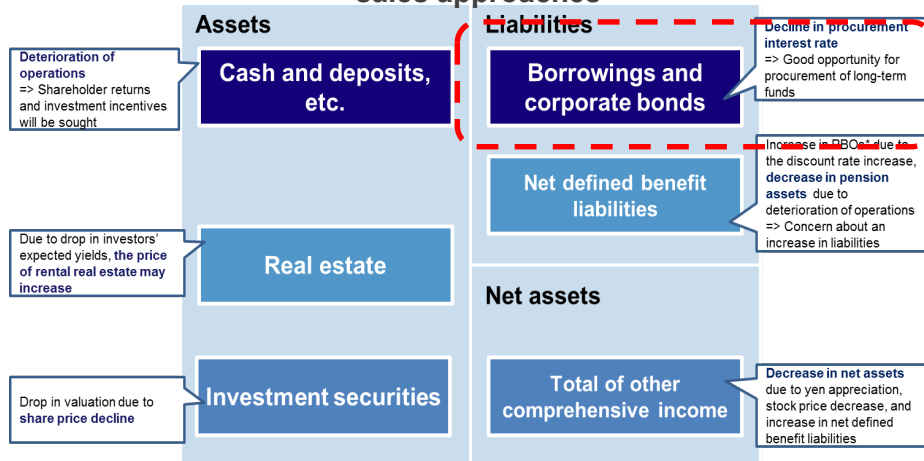 sales approaches
Assets
Liabilities
Deterioration of
operations
=> Shareholder returns
and investment incentives
will be sought
Cash and deposits,
etc.
Borrowings and
corporate bonds
Decline in procurement
interest rate
=> Good opportunity for
procurement of long-term
funds
Net defined benefit
liabilities
Increase in PBOs* due to
the discount rate increase,
decrease in pension
assets due to
deterioration of operations
=> Concern about an
increase in liabilities
Due to drop in investors'
expected yields, the price
of rental real estate may
increase
Real estate
Net assets
Drop in valuation due to
share price decline
Investment securities
Total of other
comprehensive income
Decrease in net assets
due to yen appreciation,
stock price decrease, and
increase in net defined
benefit liabilities